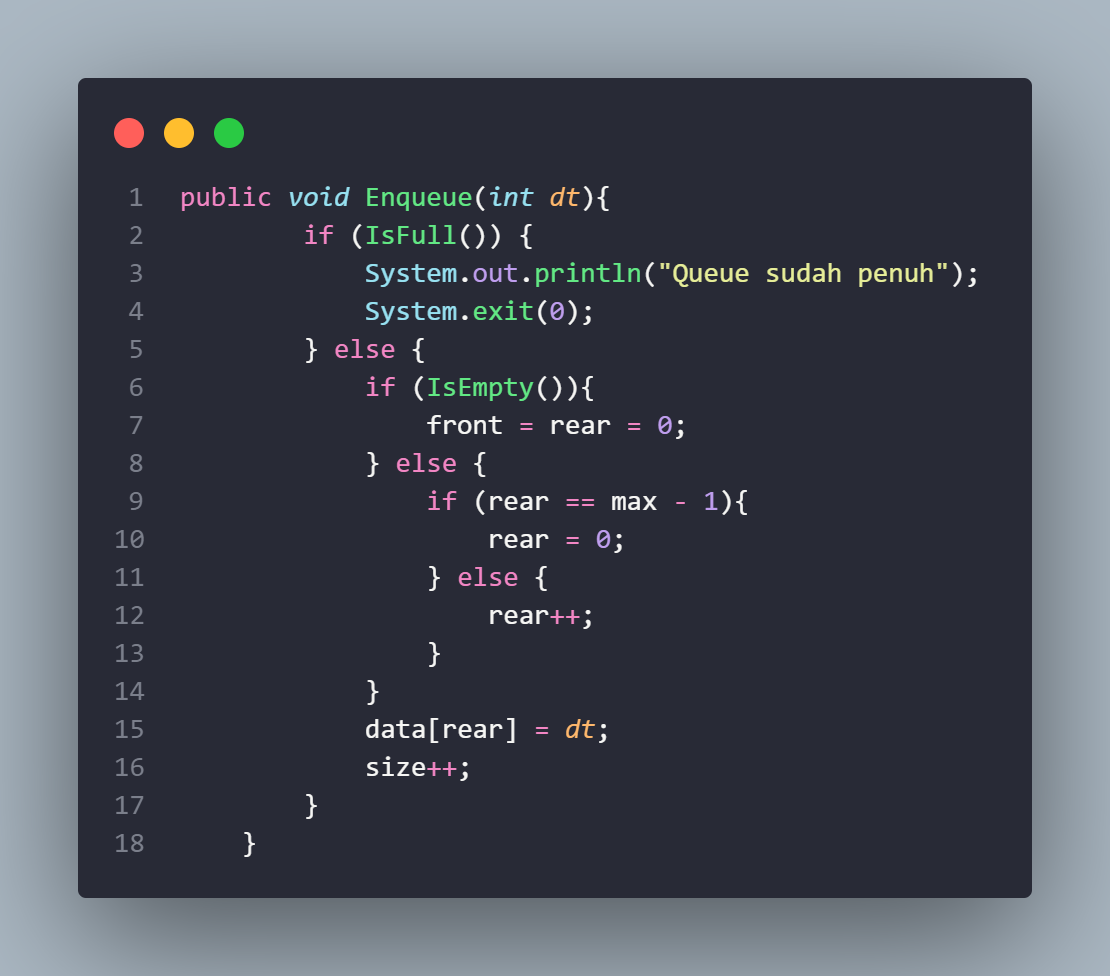 1 public void Enqueue(int dt){
2         if (IsFull()) {
3             System.out.println("Queue sudah penuh");
4             System.exit(0);
5         } else {
6             if (IsEmpty()){
7                 front = rear = 0;
8             } else {
9                 if (rear == max - 1){
10                     rear = 0;
11                 } else {
12                     rear++;
13                 }
14             }
15             data[rear] = dt;
16             size++;
17         }
18     }